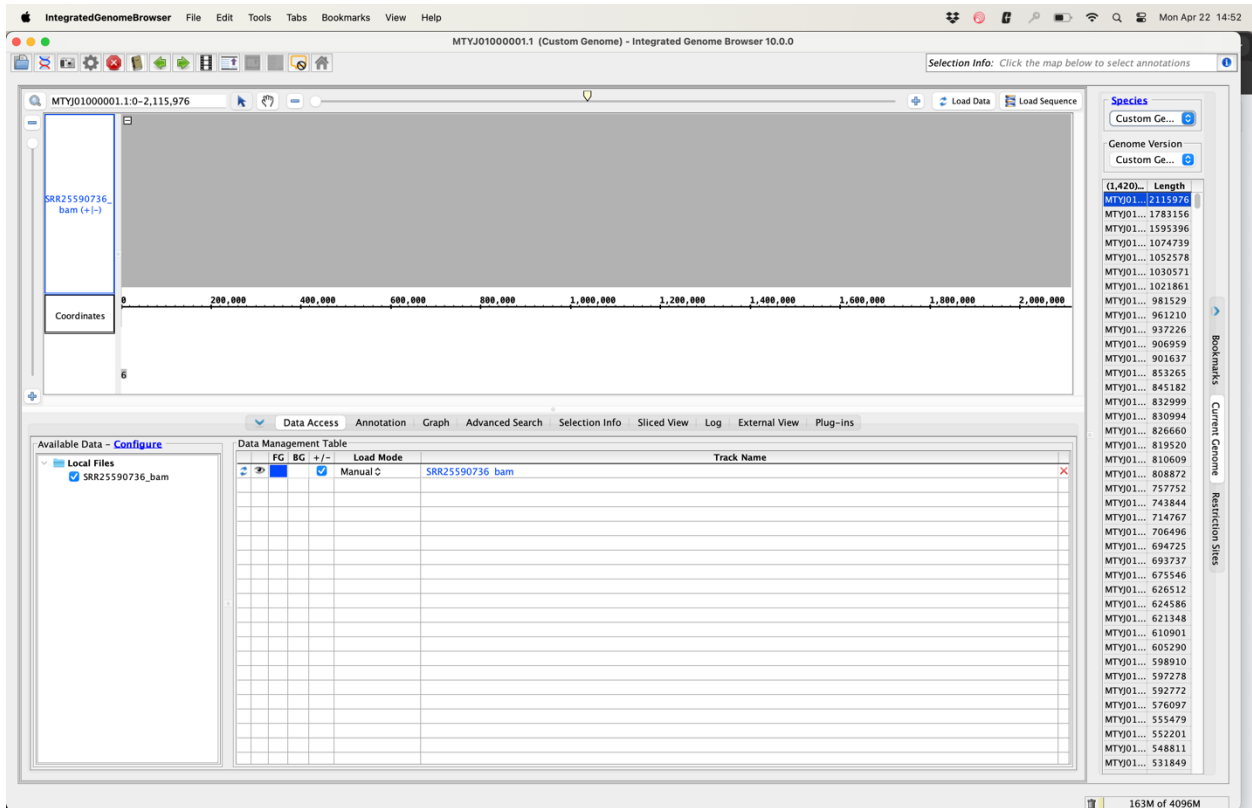 IntegratedGenomeBrowser File Edit Tools Tabs Bookmarks View Help Mon Apr 22 14:52
MTYJ01000001.1 (Custom Genome) - Integrated Genome Browser 10.0.0
Selection Info: Click the map below to select annotations
MTYJ01000001.1:0-2,115,976 Load Data Load Sequence
SRR25590736_
bam (+|-)
0 200,000 400,000 600,000 800,000 1,000,000 1,200,000 1,400,000 1,600,000 1,800,000 2,000,000
Coordinates
6
Species
Custom Ge...
Genome Version
Custom Ge...
(1,420)... Length
MTYJ01... 2115976
MTYJ01... 1783156
MTYJ01... 1595396
MTYJ01... 1074739
MTYJ01... 1052578
MTYJ01... 1030571
MTYJ01... 1021861
MTYJ01... 981529
MTYJ01... 961210
MTYJ01... 937226
MTYJ01... 906959
MTYJ01... 901637
MTYJ01... 853265
MTYJ01... 845182
MTYJ01... 832999
MTYJ01... 830994
MTYJ01... 826660
MTYJ01... 819520
MTYJ01... 810609
MTYJ01... 808872
MTYJ01... 757752
MTYJ01... 743844
MTYJ01... 714767
MTYJ01... 706496
MTYJ01... 694725
MTYJ01... 693737
MTYJ01... 675546
MTYJ01... 626512
MTYJ01... 624586
MTYJ01... 621348
MTYJ01... 610901
MTYJ01... 605290
MTYJ01... 598910
MTYJ01... 597278
MTYJ01... 592772
MTYJ01... 576097
MTYJ01... 555479
MTYJ01... 552201
MTYJ01... 548811
MTYJ01... 531849
Bookmarks
Current Genome
Restriction Sites
Data Access Annotation Graph Advanced Search Selection Info Sliced View Log External View Plug-ins
Available Data - Configure
Local Files
SRR25590736_bam
Data Management Table
FG BG +/- Load Mode Track Name
Manual SRR25590736_bam
163M of 4096M